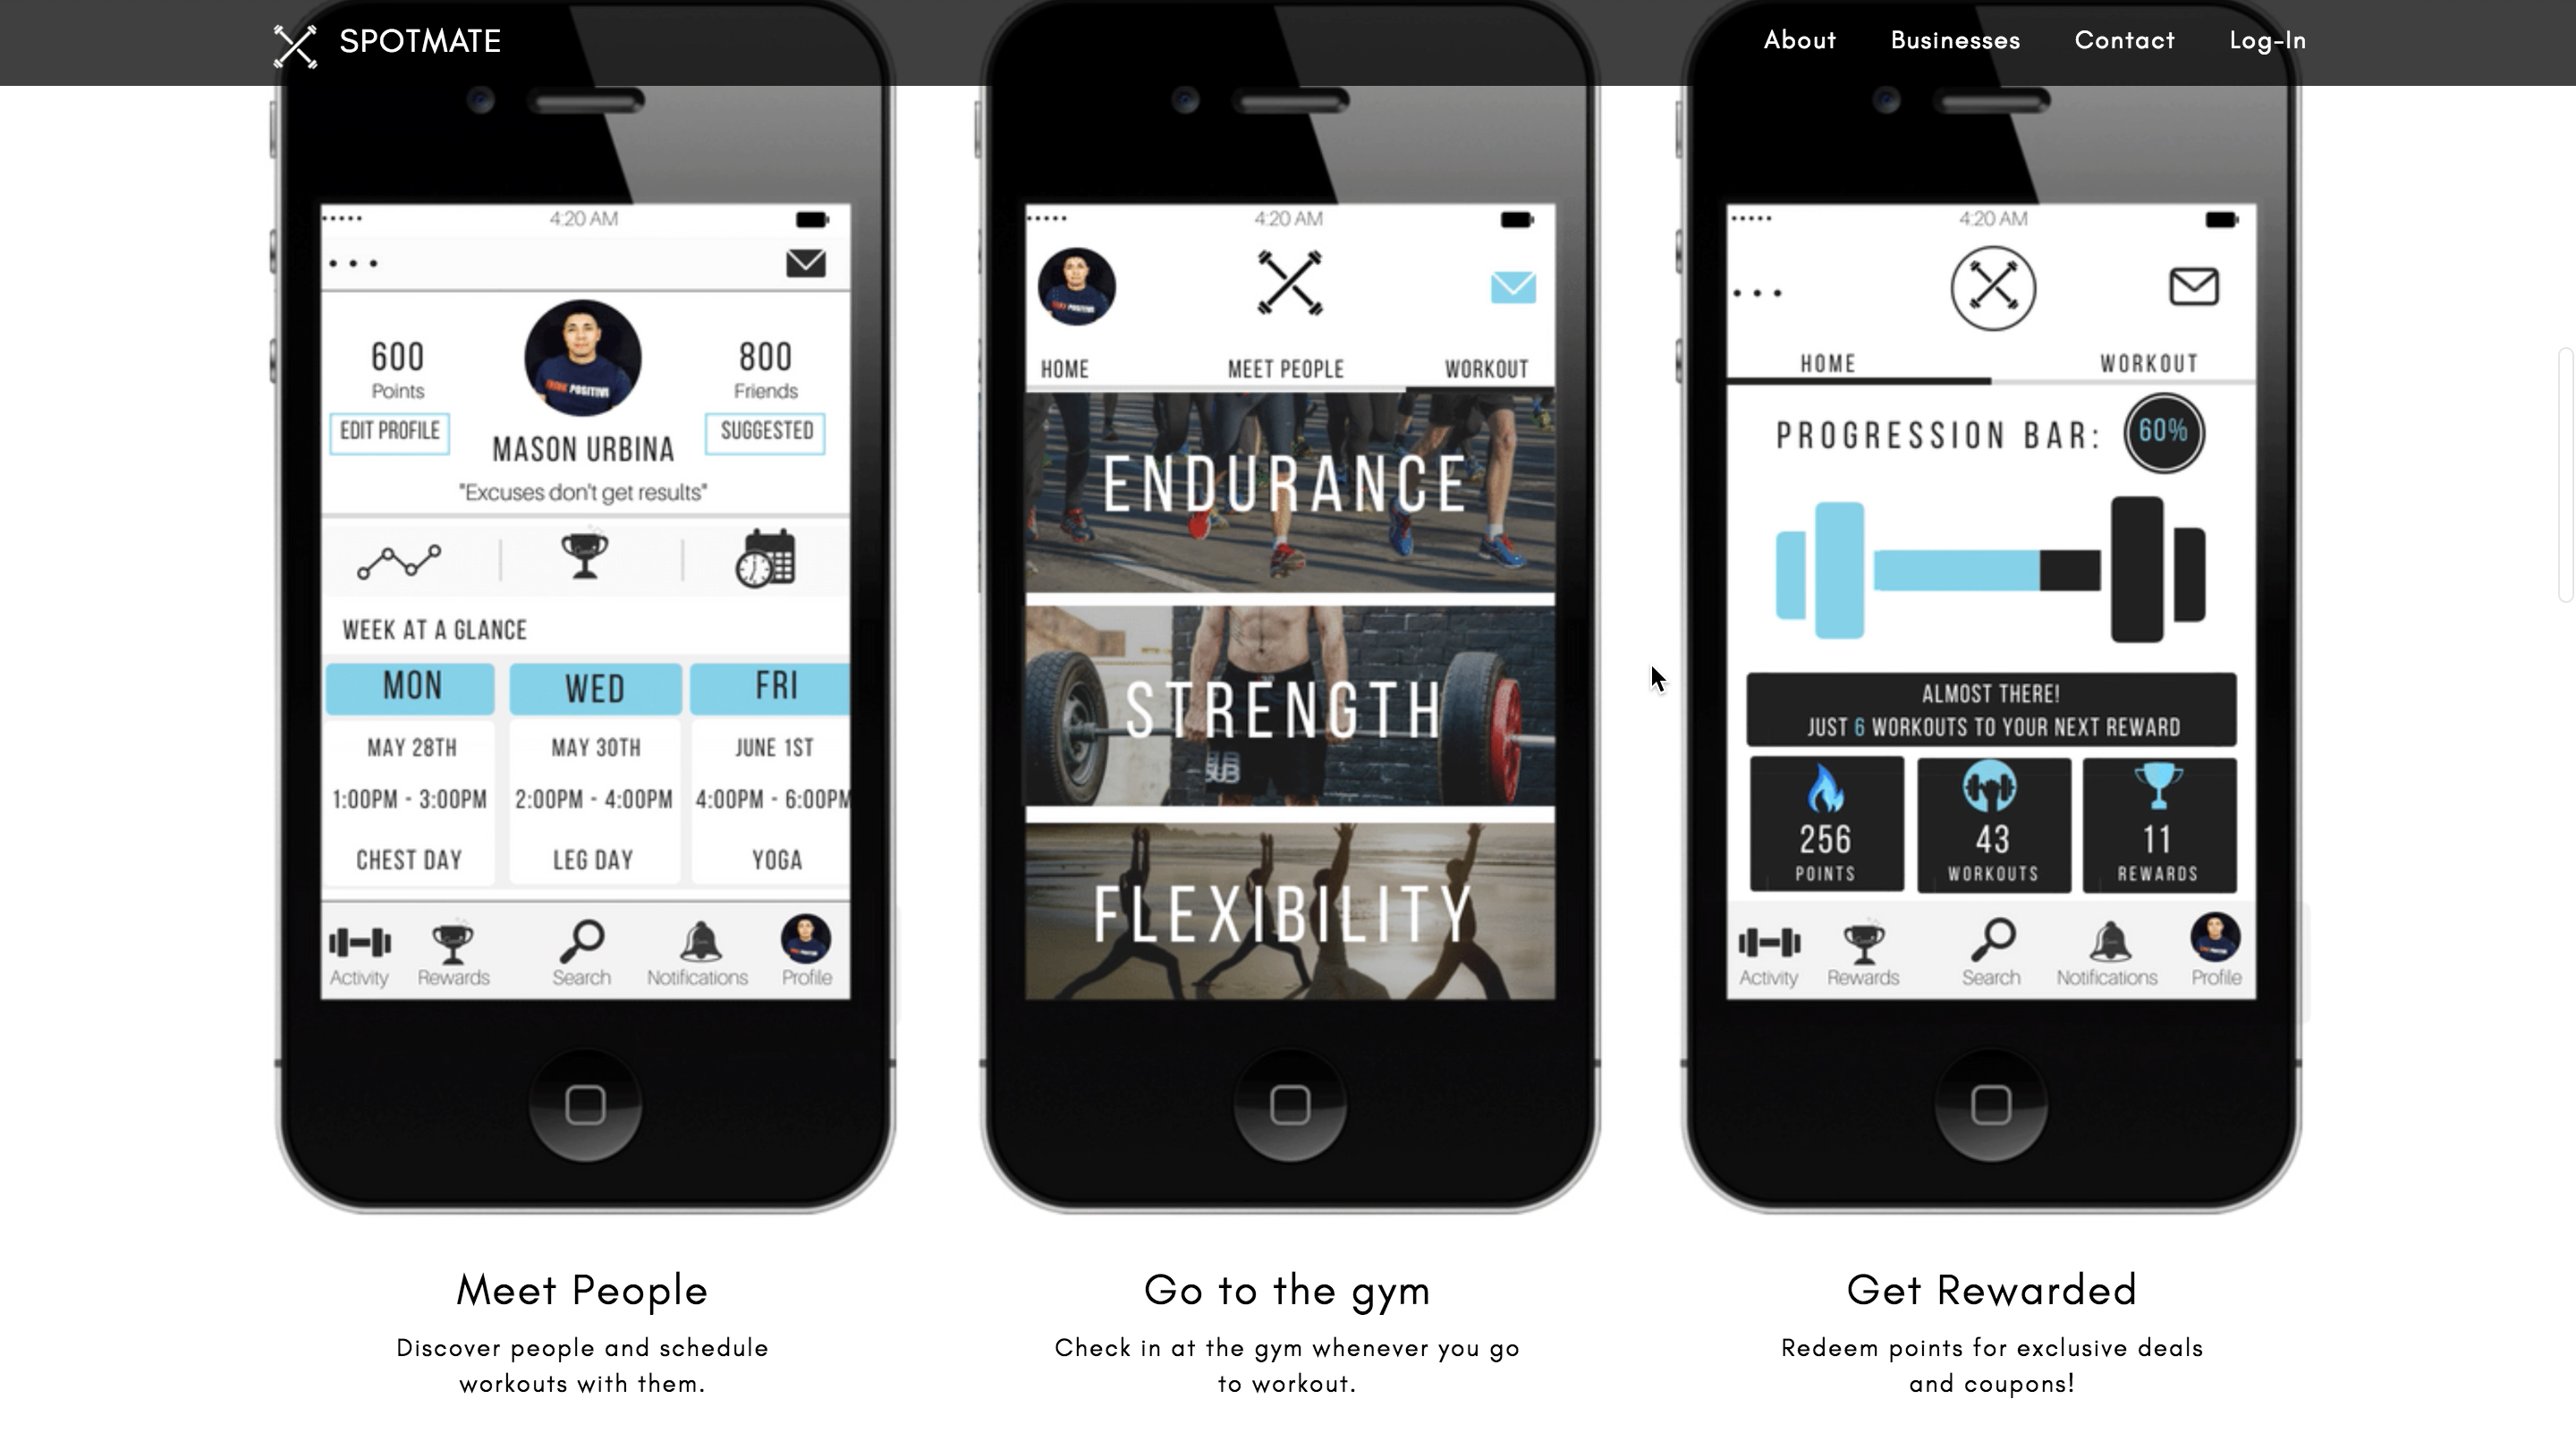 SPOTMATE
About Businesses Contact Log-In
4:20 AM
600
Points
EDIT PROFILE
800
Friends
SUGGESTED
MASON URBINA
"Excuses don't get results"
WEEK AT A GLANCE
MON WED FRI
MAY 28TH MAY 30TH JUNE 1ST
1:00PM - 3:00PM 2:00PM - 4:00PM 4:00PM - 6:00PM
CHEST DAY LEG DAY YOGA
Activity Rewards Search Notifications Profile
4:20 AM
HOME MEET PEOPLE WORKOUT
ENDURANCE
STRENGTH
FLEXIBILITY
4:20 AM
HOME WORKOUT
PROGRESSION BAR: 60%
ALMOST THERE!
JUST 6 WORKOUTS TO YOUR NEXT REWARD
256 43 11
POINTS WORKOUTS REWARDS
Activity Rewards Search Notifications Profile
Meet People
Discover people and schedule
workouts with them.
Go to the gym
Check in at the gym whenever you go
to workout.
Get Rewarded
Redeem points for exclusive deals
and coupons!